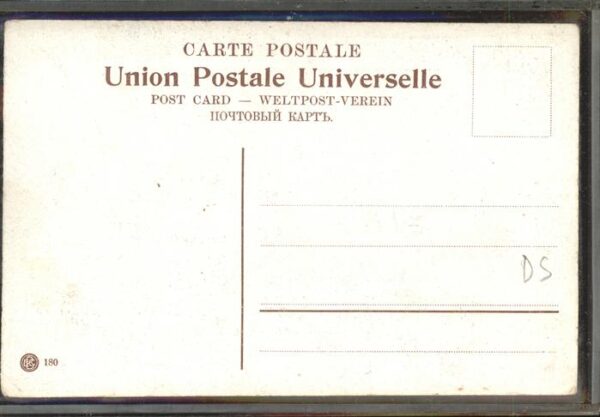 CARTE POSTALE
Union Postale Universelle
POST CARD — WELTPOST-VEREIN
ПОЧТОВЫЙ КАРТЪ.
DS
180